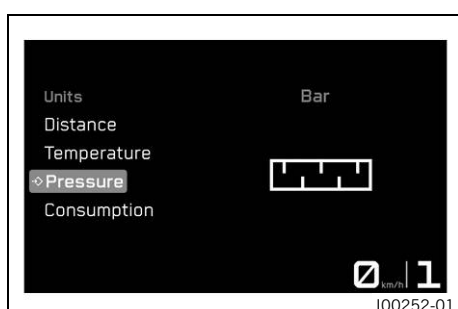 Units
Bar
Distance
Temperature
Pressure
Consumption
0 km/h 1
I00252-01